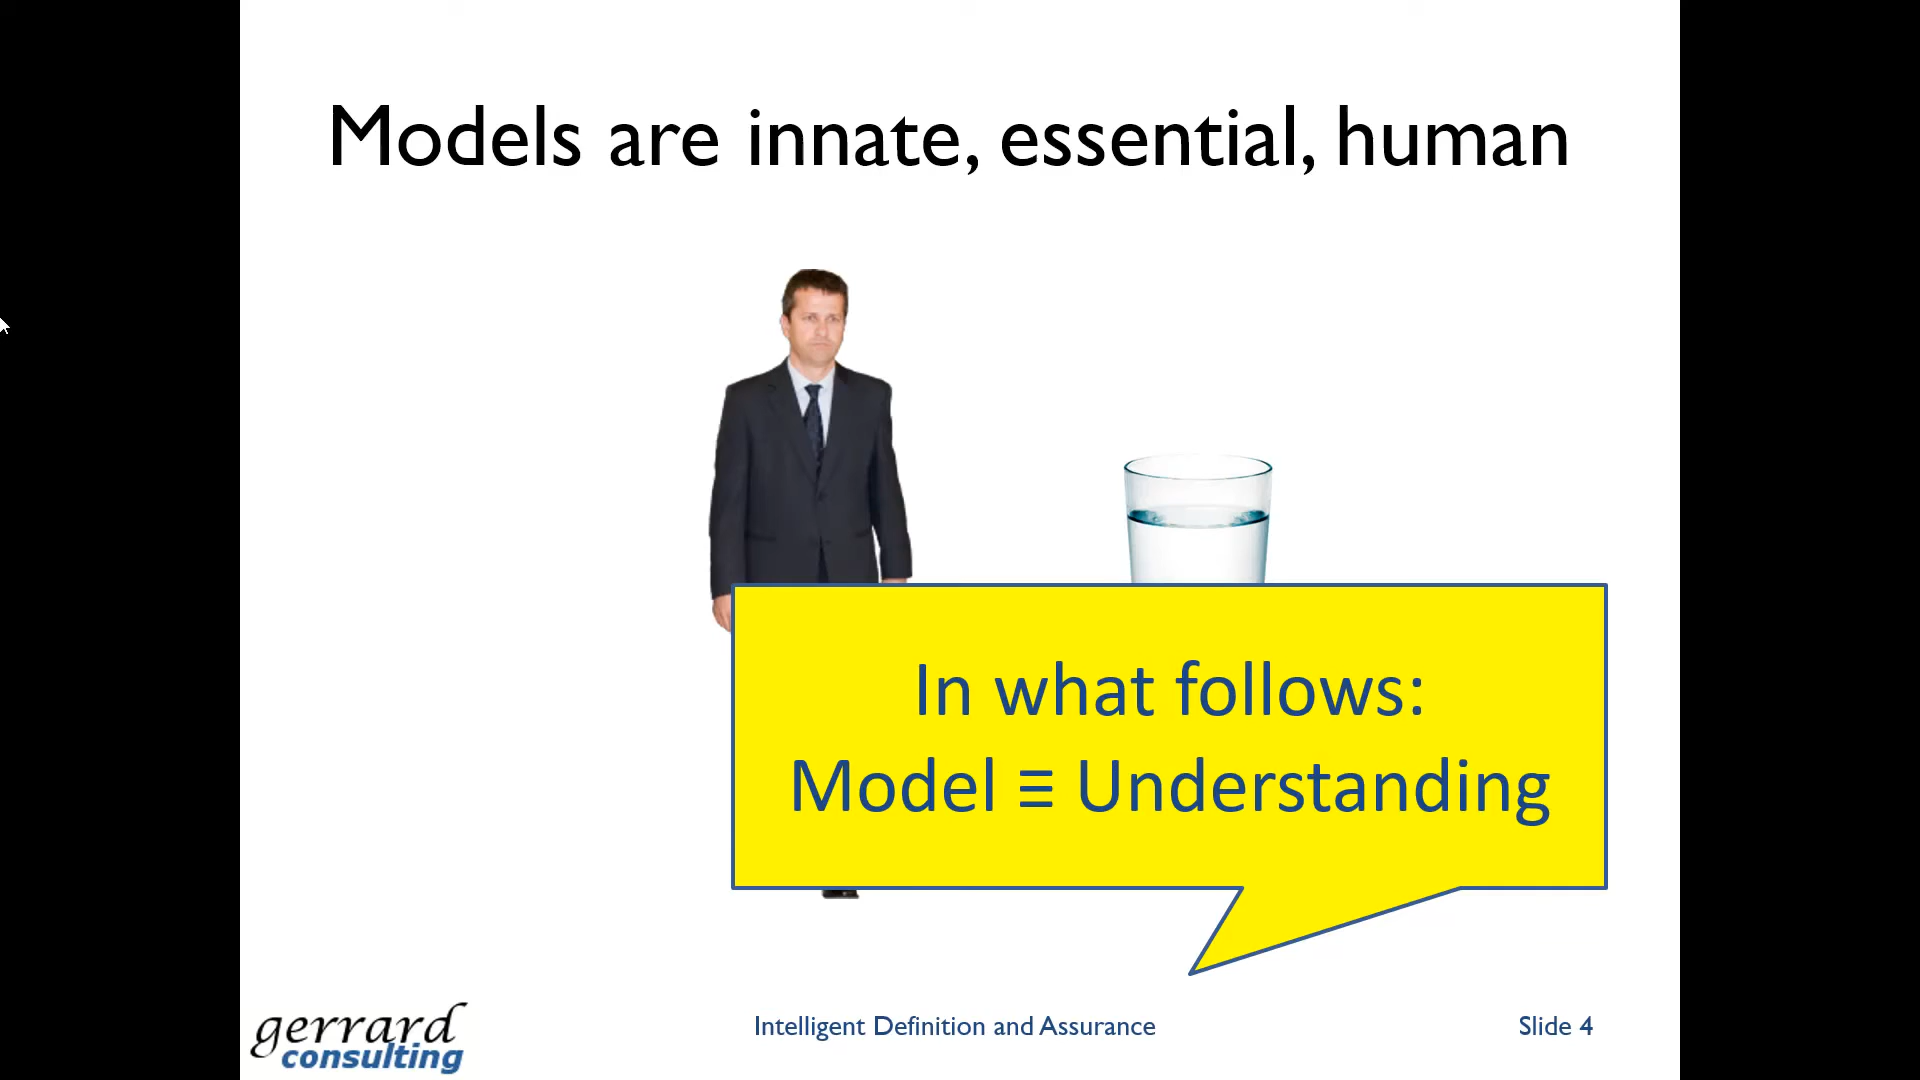 Models are innate, essential, human
In what follows:
Model ≡ Understanding
gerrard
consulting
Intelligent Definition and Assurance
Slide 4